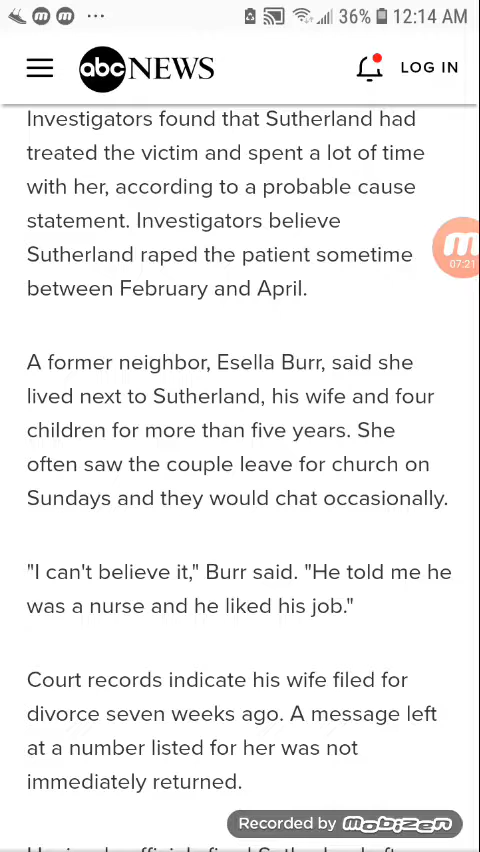 36% 12:14 AM
abc NEWS LOG IN
Investigators found that Sutherland had
treated the victim and spent a lot of time
with her, according to a probable cause
statement. Investigators believe
Sutherland raped the patient sometime
between February and April.
07:21
A former neighbor, Esella Burr, said she
lived next to Sutherland, his wife and four
children for more than five years. She
often saw the couple leave for church on
Sundays and they would chat occasionally.
"I can't believe it," Burr said. "He told me he
was a nurse and he liked his job."
Court records indicate his wife filed for
divorce seven weeks ago. A message left
at a number listed for her was not
immediately returned.
Recorded by mobizen